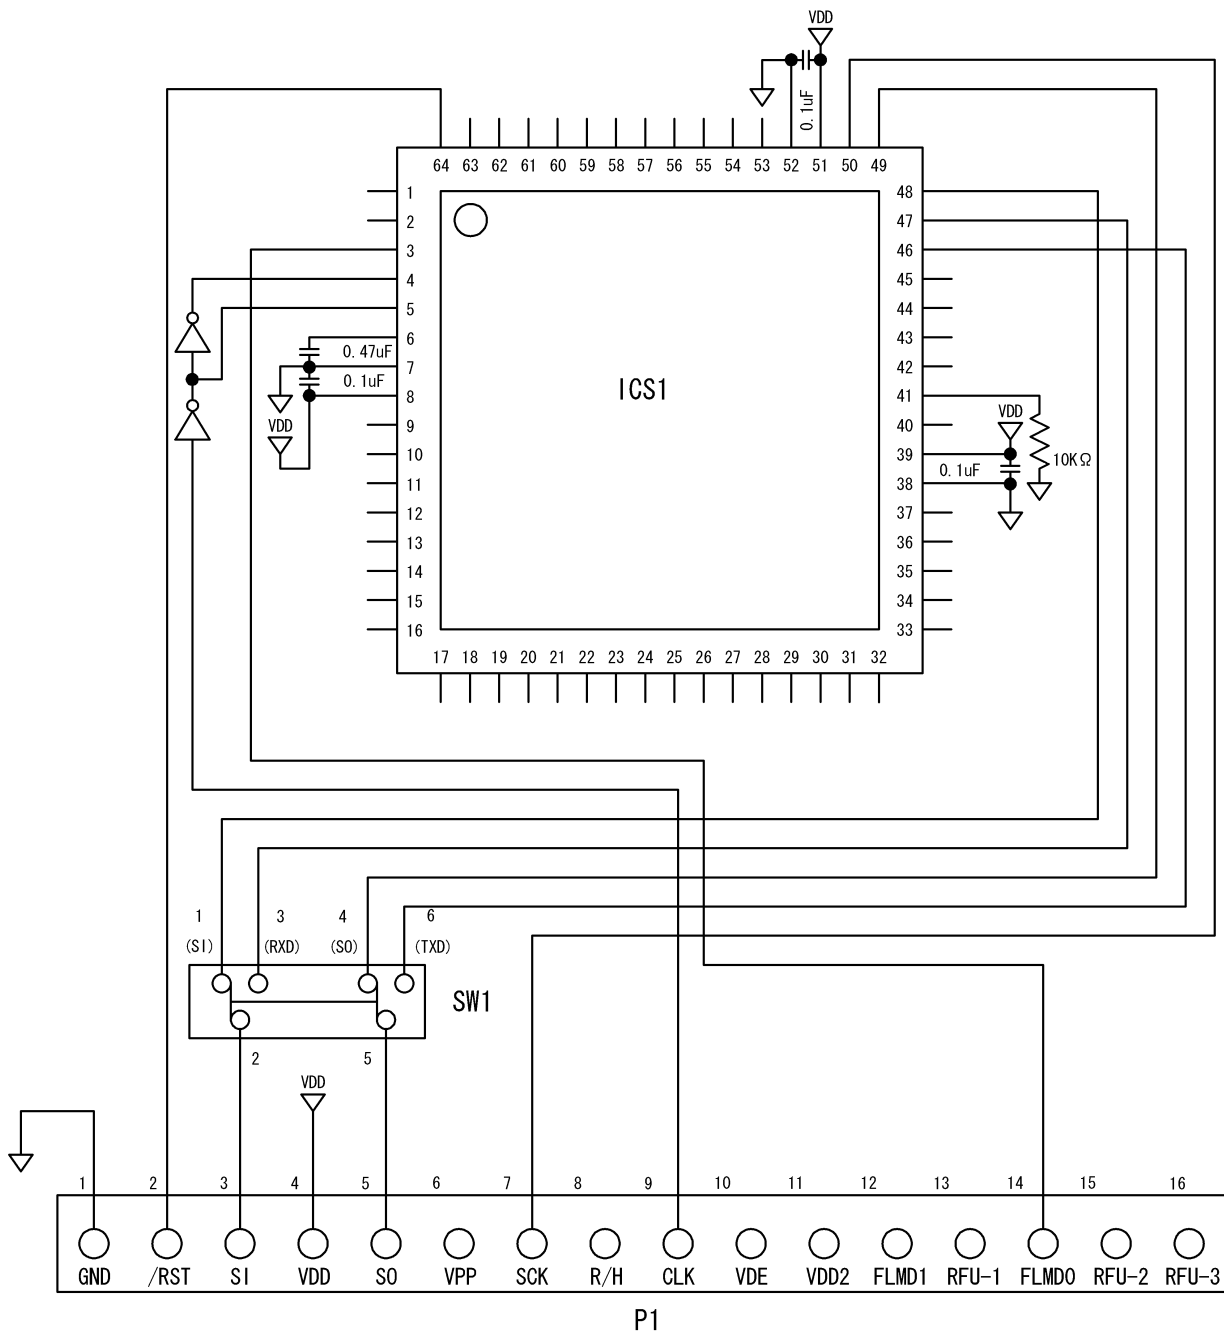 VDD
0.1uF
64 63 62 61 60 59 58 57 56 55 54 53 52 51 50 49
1 48
2 47
3 46
4 45
5 44
6 43
0.47uF 7 42
0.1uF 8 41
ICS1
VDD 9 40 VDD
10 39 10KΩ
11 38 0.1uF
12 37
13 36
14 35
15 34
16 33
17 18 19 20 21 22 23 24 25 26 27 28 29 30 31 32
1 3 4 6
(SI) (RXD) (SO) (TXD)
SW1
2 5
VDD
1 2 3 4 5 6 7 8 9 10 11 12 13 14 15 16
GND /RST SI VDD SO VPP SCK R/H CLK VDE VDD2 FLMD1 RFU-1 FLMD0 RFU-2 RFU-3
P1